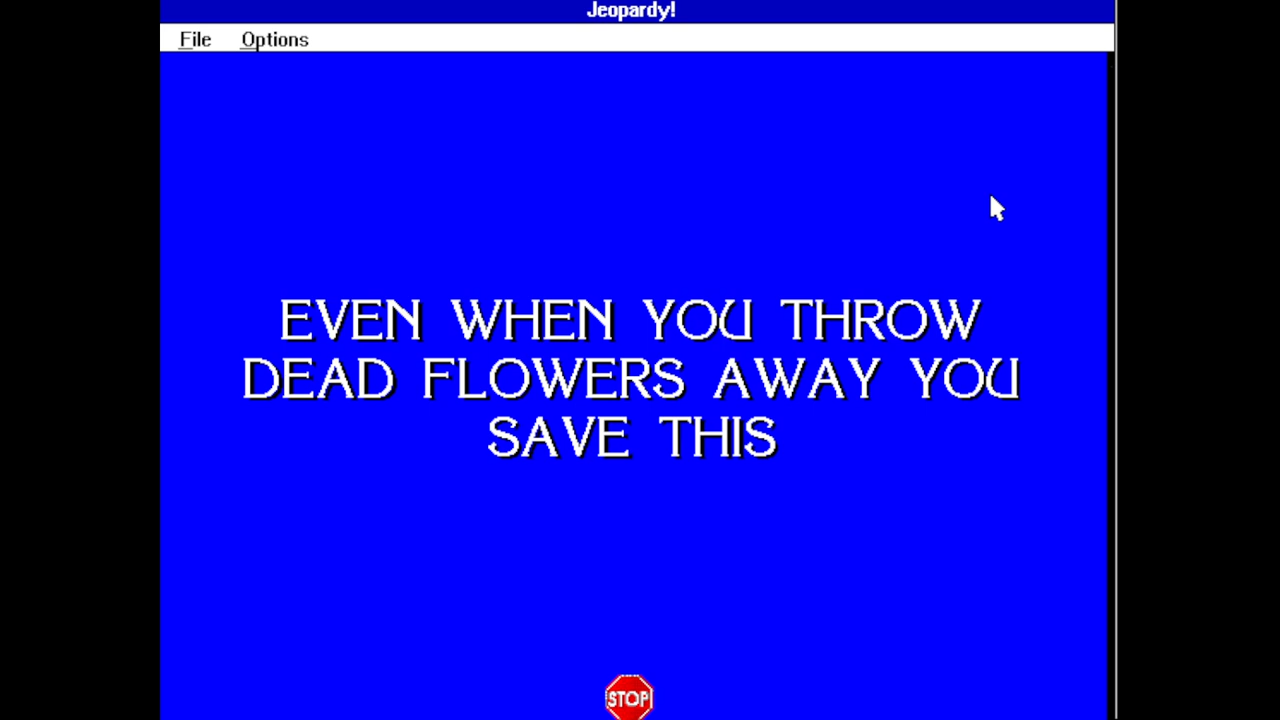 Jeopardy!
File Options
EVEN WHEN YOU THROW
DEAD FLOWERS AWAY YOU
SAVE THIS
STOP